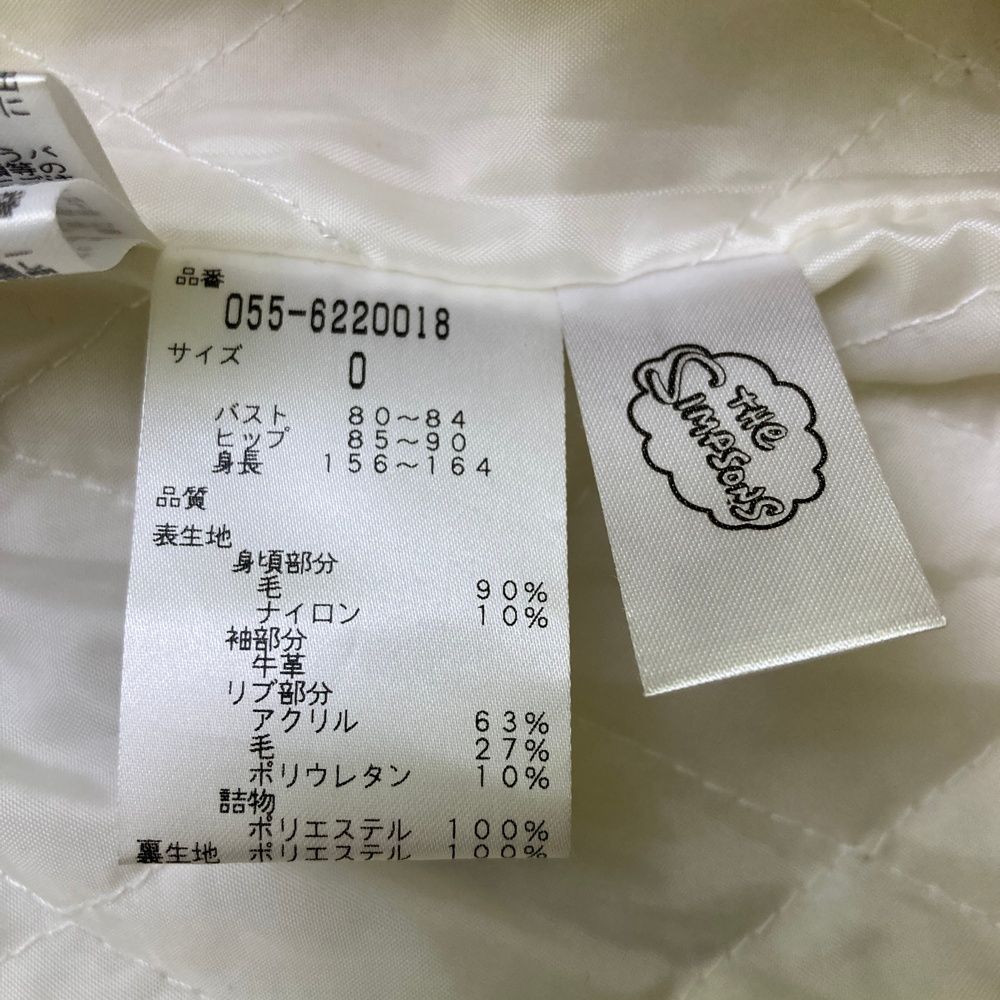 品番
055-6220018
サイズ
0
バスト 80～84
ヒップ 85～90
身長 156～164
品質
表生地
身頃部分
毛 90%
ナイロン 10%
袖部分
牛革
リブ部分
アクリル 63%
毛 27%
ポリウレタン 10%
詰物
ポリエステル 100%
裏生地 ポリエステル 100%
THE
SIMPSONS